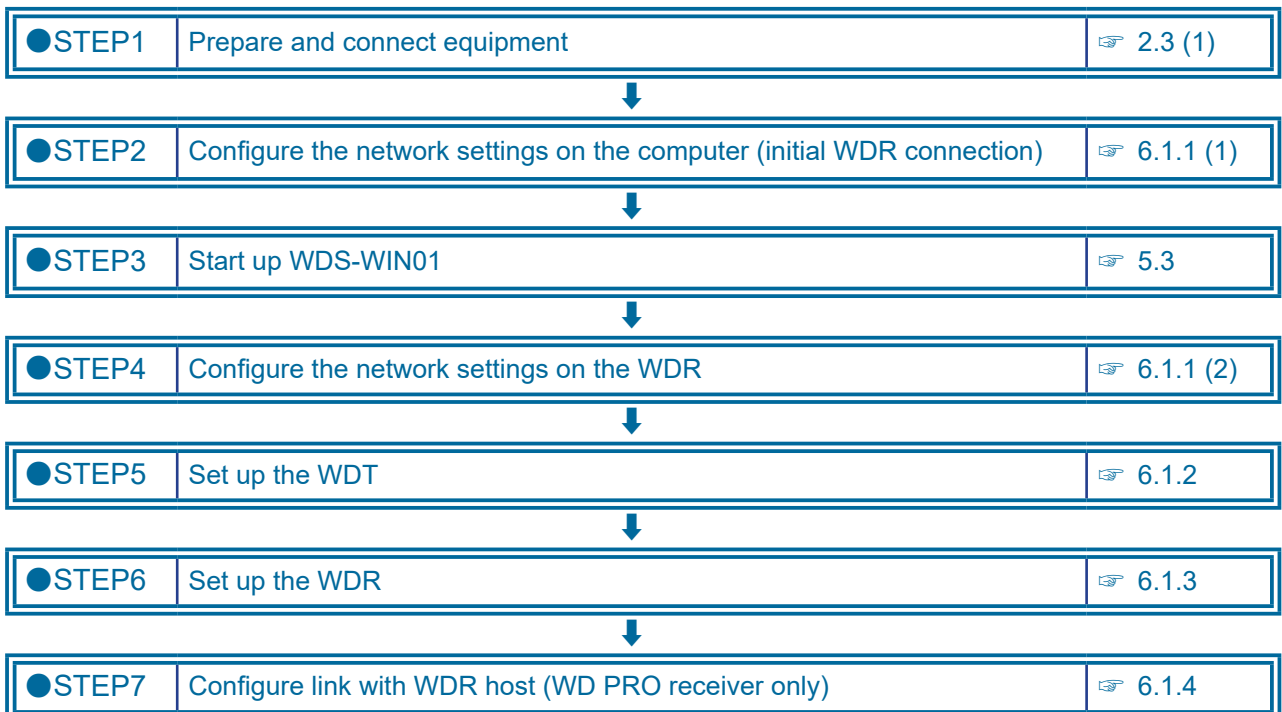 ●STEP1 Prepare and connect equipment ☞ 2.3 (1)
⬇
●STEP2 Configure the network settings on the computer (initial WDR connection) ☞ 6.1.1 (1)
⬇
●STEP3 Start up WDS-WIN01 ☞ 5.3
⬇
●STEP4 Configure the network settings on the WDR ☞ 6.1.1 (2)
⬇
●STEP5 Set up the WDT ☞ 6.1.2
⬇
●STEP6 Set up the WDR ☞ 6.1.3
⬇
●STEP7 Configure link with WDR host (WD PRO receiver only) ☞ 6.1.4